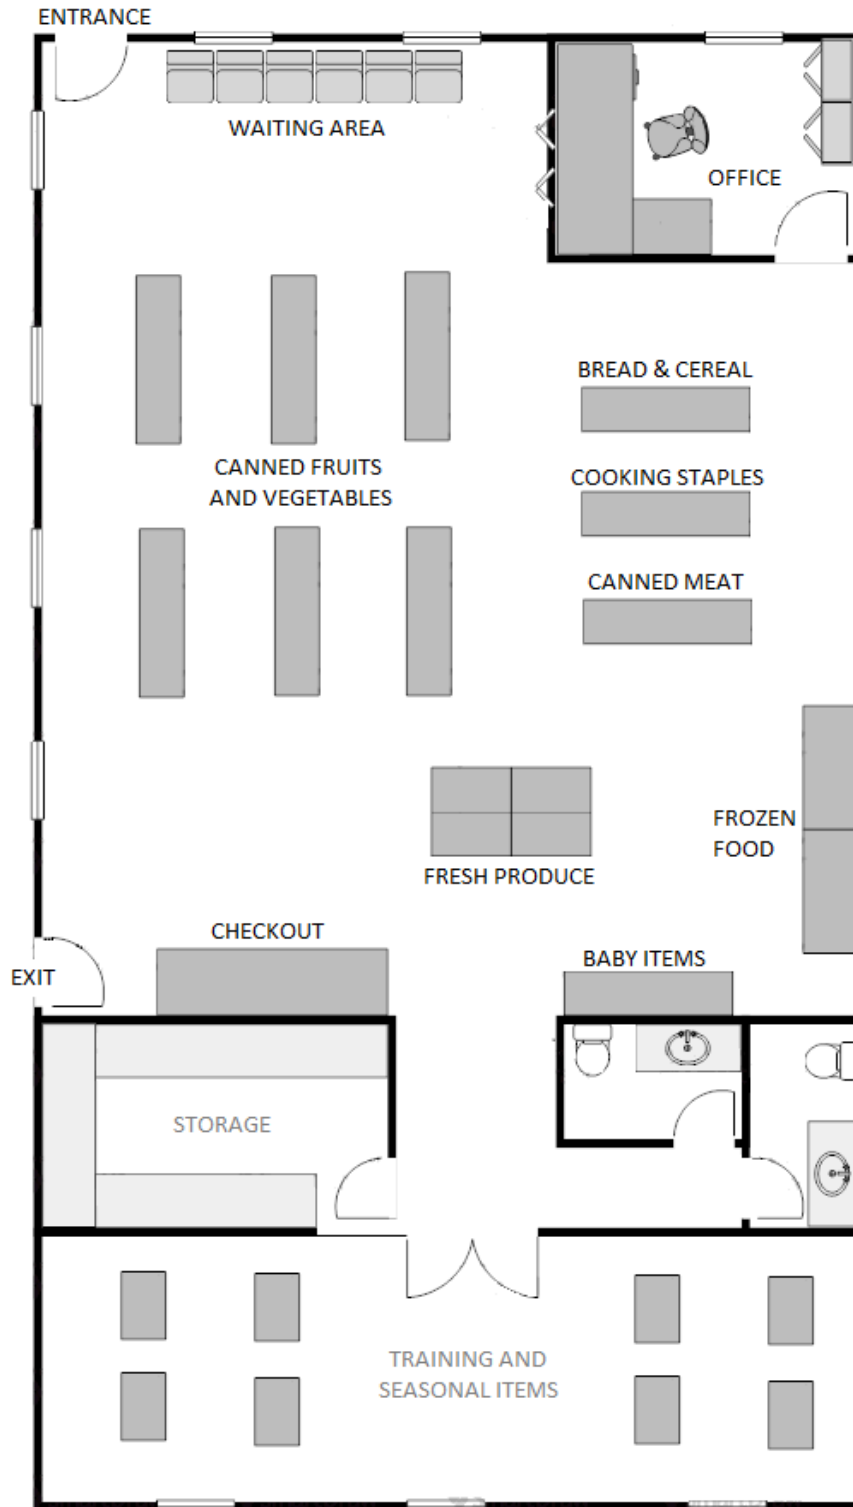 ENTRANCE
WAITING AREA
OFFICE
BREAD & CEREAL
CANNED FRUITS
AND VEGETABLES
COOKING STAPLES
CANNED MEAT
FROZEN
FOOD
FRESH PRODUCE
CHECKOUT
BABY ITEMS
EXIT
STORAGE
TRAINING AND
SEASONAL ITEMS